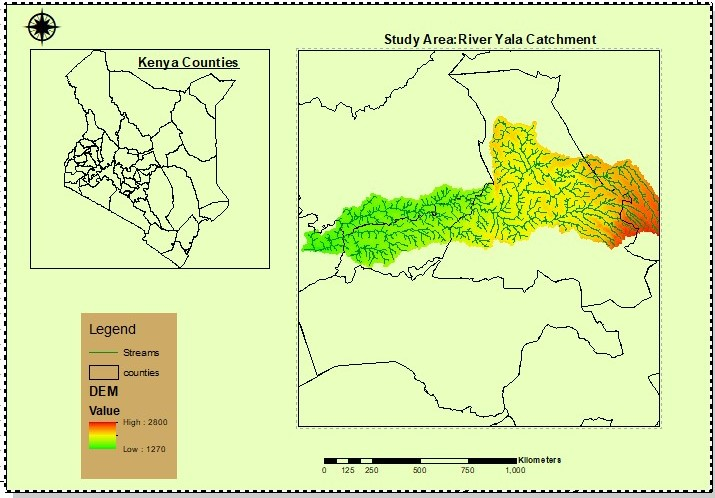 Study Area:River Yala Catchment
Kenya Counties
Legend
Streams
counties
DEM
Value
High : 2800
Low : 1270
Kilometers
0 125 250 500 750 1,000